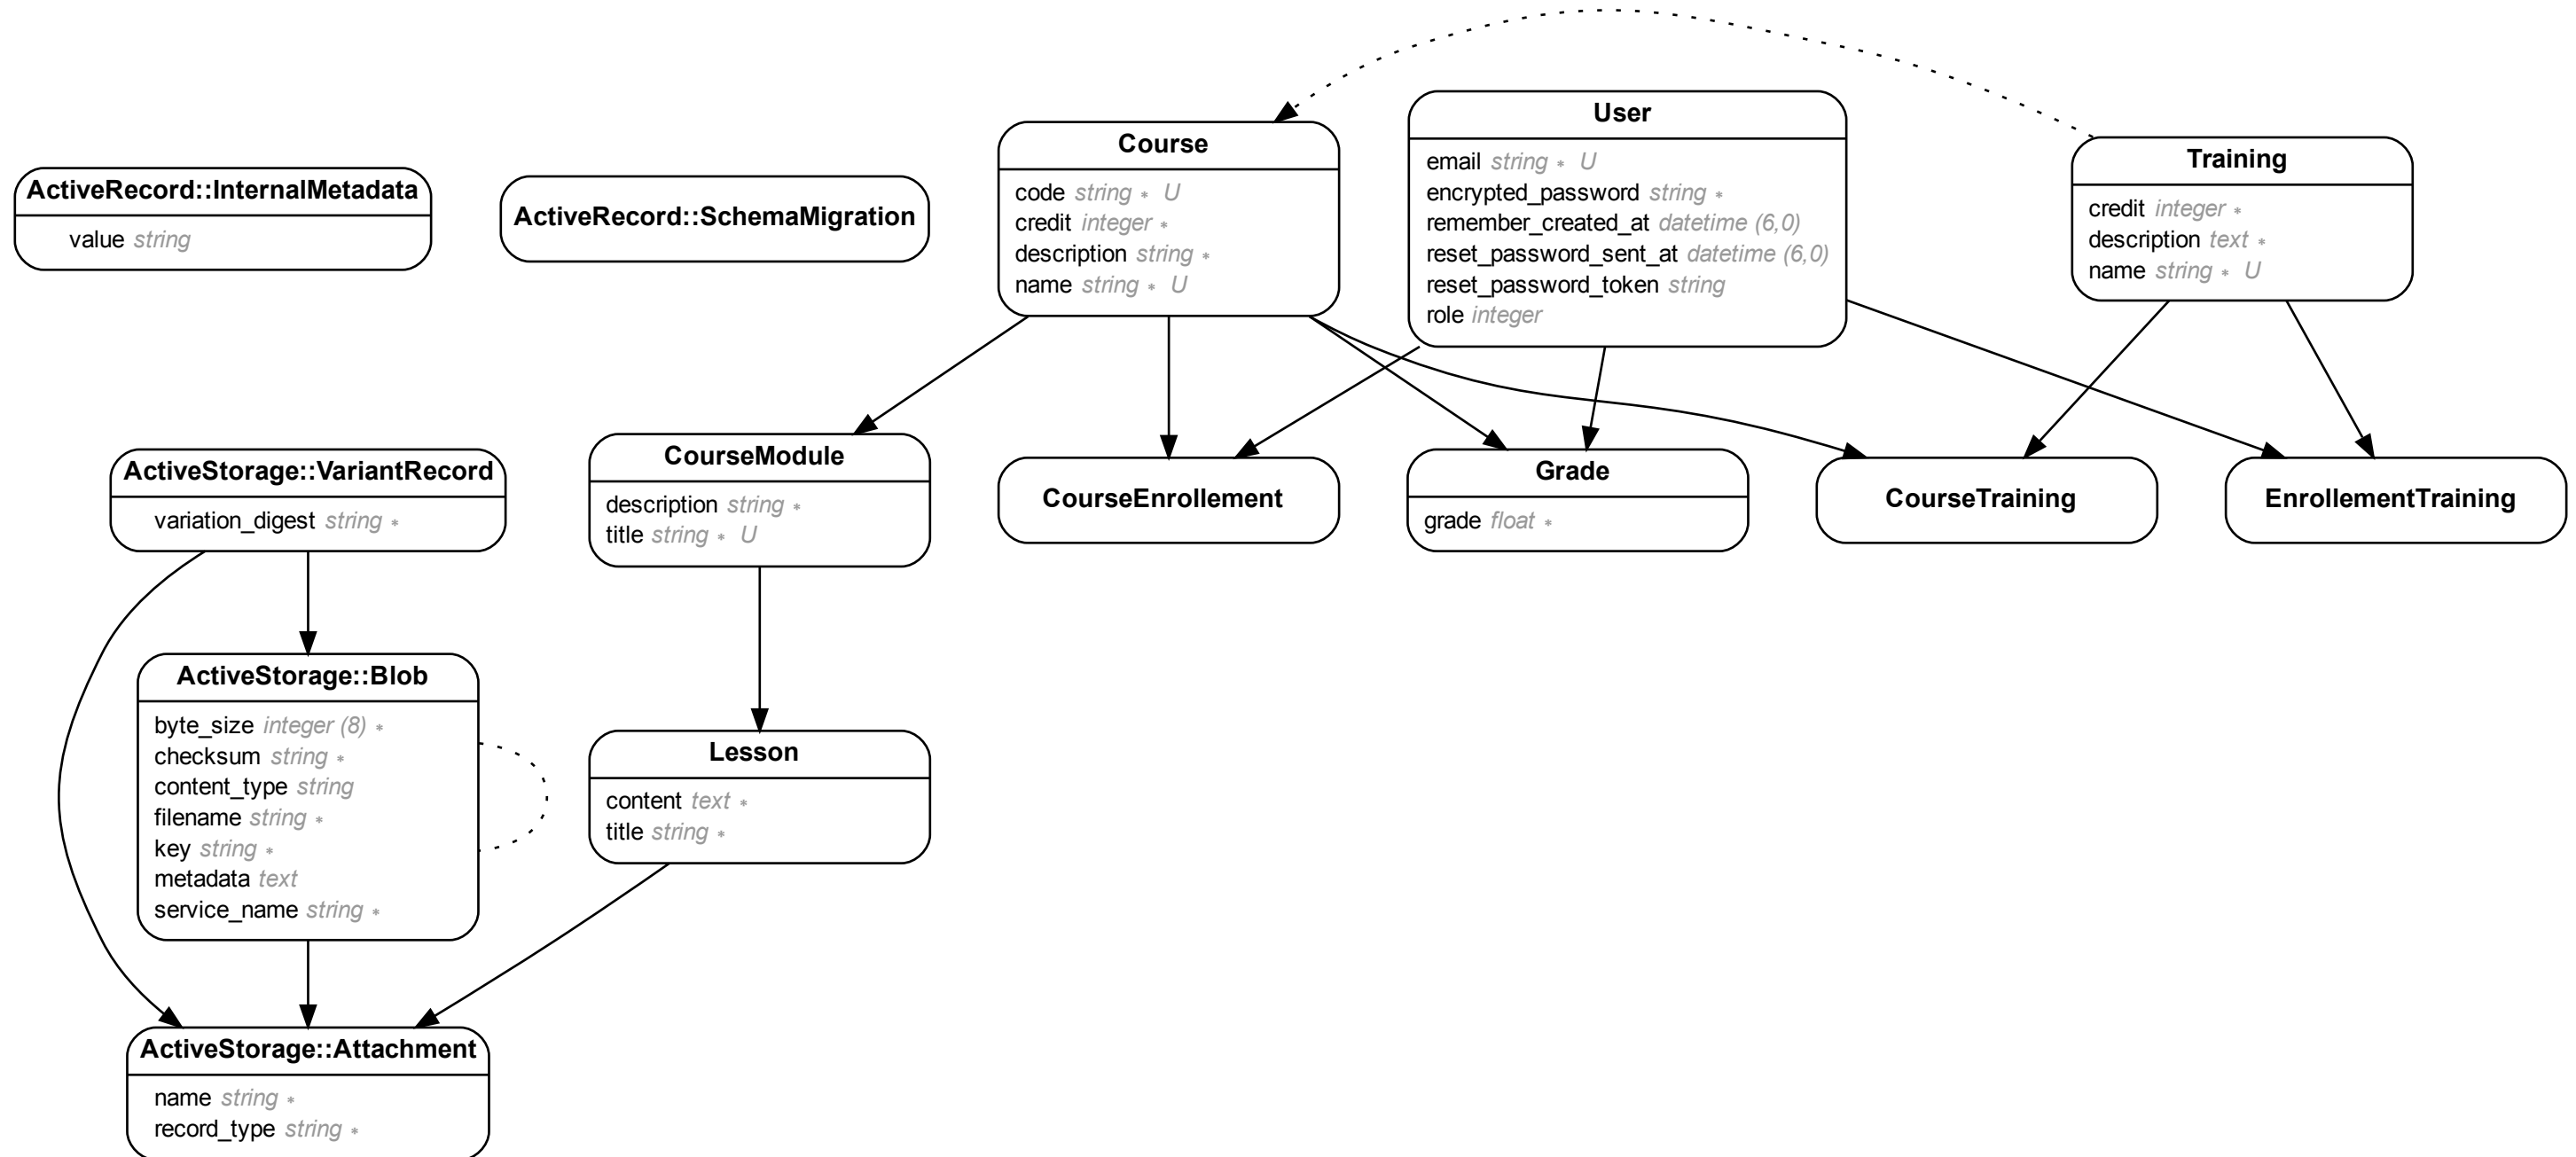 ActiveRecord::InternalMetadata
value string
ActiveRecord::SchemaMigration
Course
code string ∗ U
credit integer ∗
description string ∗
name string ∗ U
User
email string ∗ U
encrypted_password string ∗
remember_created_at datetime (6,0)
reset_password_sent_at datetime (6,0)
reset_password_token string
role integer
Training
credit integer ∗
description text ∗
name string ∗ U
ActiveStorage::VariantRecord
variation_digest string ∗
CourseModule
description string ∗
title string ∗ U
CourseEnrollement
Grade
grade float ∗
CourseTraining
EnrollementTraining
ActiveStorage::Blob
byte_size integer (8) ∗
checksum string ∗
content_type string
filename string ∗
key string ∗
metadata text
service_name string ∗
Lesson
content text ∗
title string ∗
ActiveStorage::Attachment
name string ∗
record_type string ∗